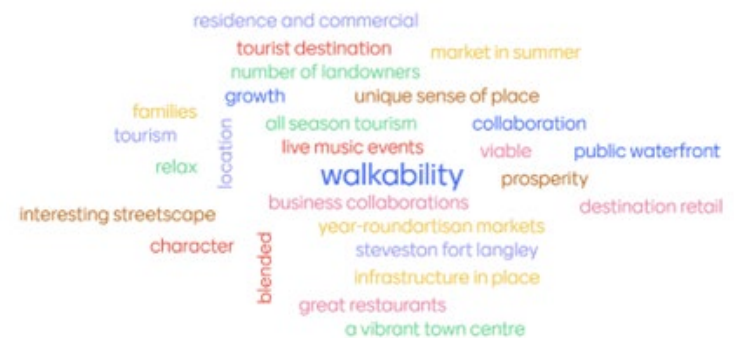 residence and commercial
tourist destination
market in summer
number of landowners
growth
unique sense of place
families
all season tourism
collaboration
tourism
location
live music events
viable
public waterfront
relax
walkability
prosperity
business collaborations
destination retail
interesting streetscape
year-roundartisan markets
character
blended
steveston fort langley
infrastructure in place
great restaurants
a vibrant town centre